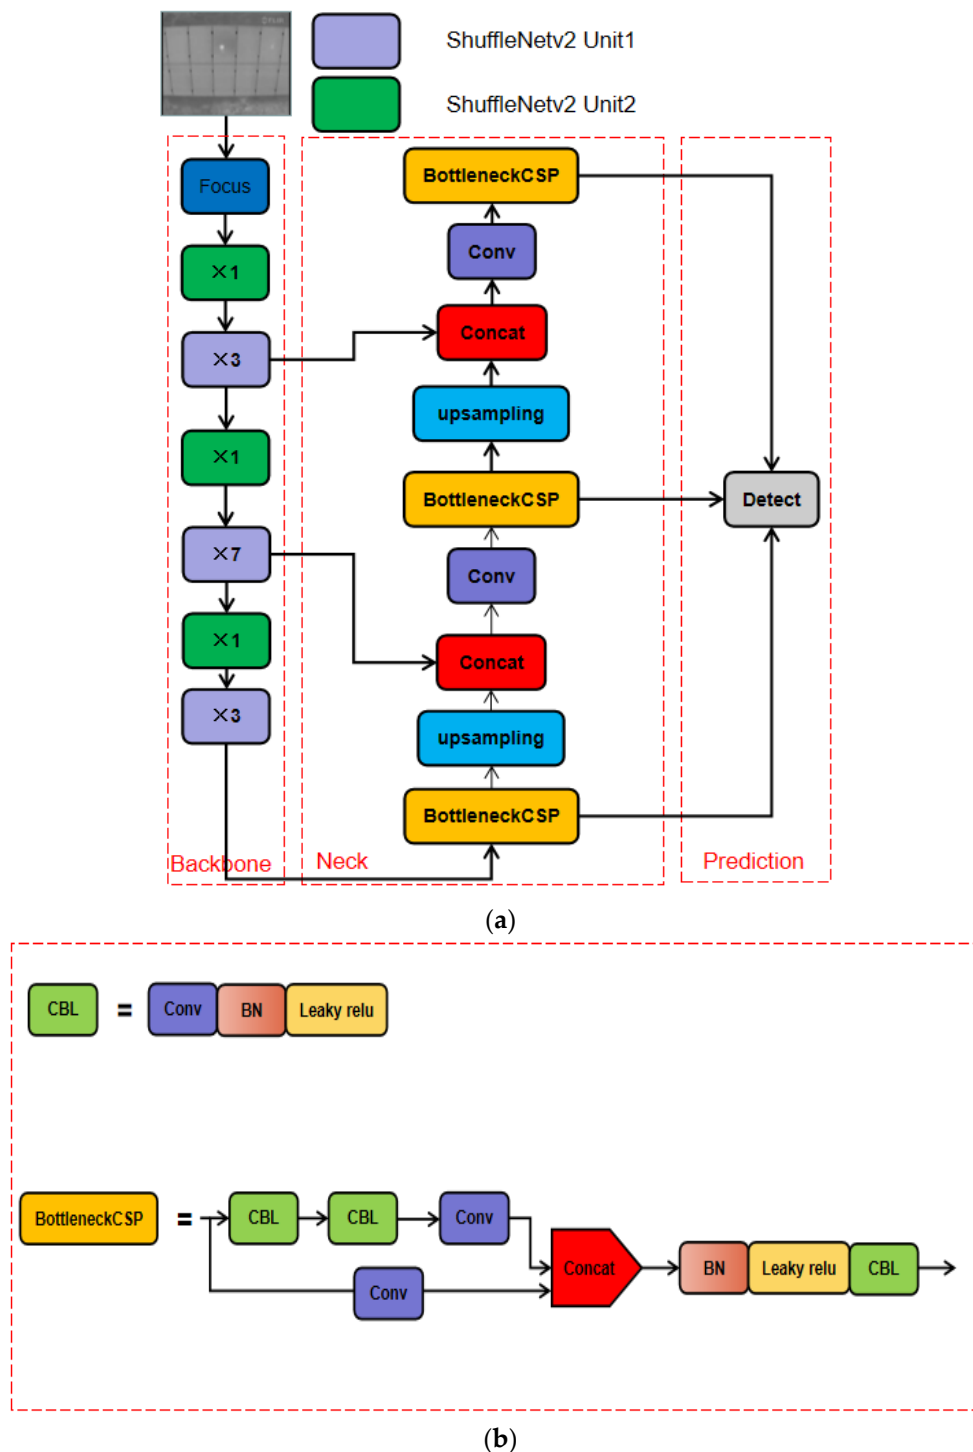 ShuffleNetv2 Unit1
ShuffleNetv2 Unit2
Focus
×1
×3
×1
×7
×1
×3
Backbone
BottleneckCSP
Conv
Concat
upsampling
BottleneckCSP
Conv
Concat
upsampling
BottleneckCSP
Neck
Detect
Prediction
(a)
CBL = Conv BN Leaky relu
BottleneckCSP = CBL CBL Conv
Conv
Concat
BN Leaky relu CBL
(b)